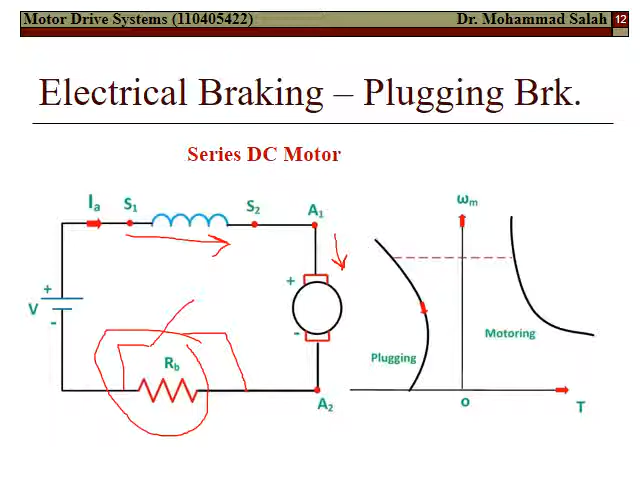 Motor Drive Systems (110405422) Dr. Mohammad Salah 12
Electrical Braking – Plugging Brk.
Series DC Motor
Ia S1 S2 A1
+
V
-
+
-
Rb
A2
ωm
Motoring
Plugging
O T